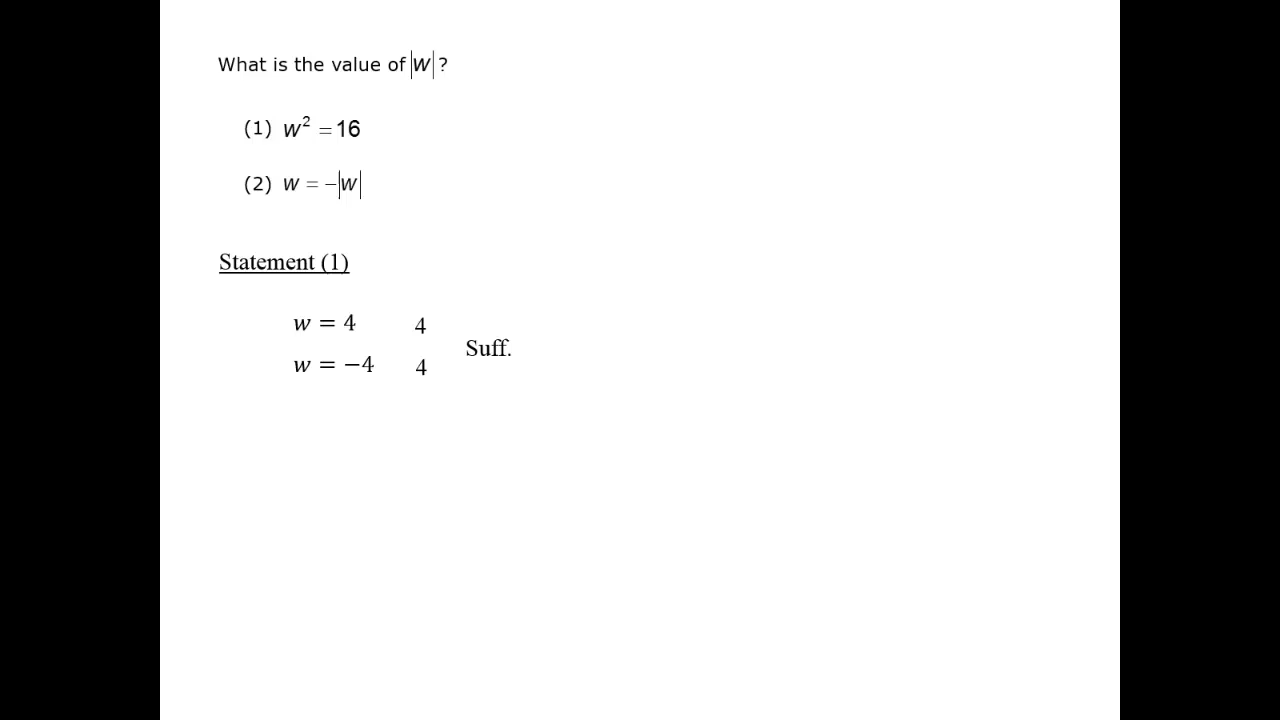 What is the value of |w| ?
(1) w² = 16
(2) w = −|w|
Statement (1)
w = 4 4
Suff.
w = −4 4